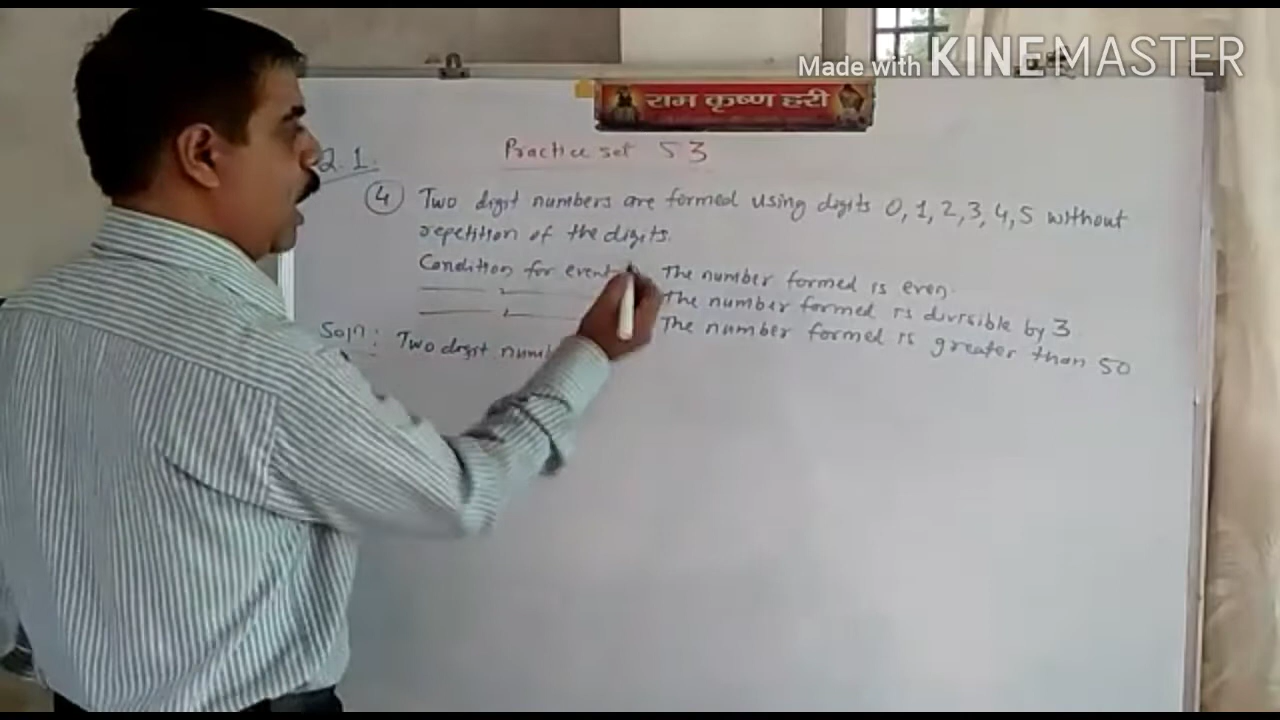 Made with KINEMASTER
राम कृष्ण हरी
2.1.
Practice set 53
4 Two digit numbers are formed using digits 0, 1, 2, 3, 4, 5 without
repetition of the digits.
Condition for event The number formed is even.
The number formed is divisible by 3
The number formed is greater than 50
Soln: Two digit